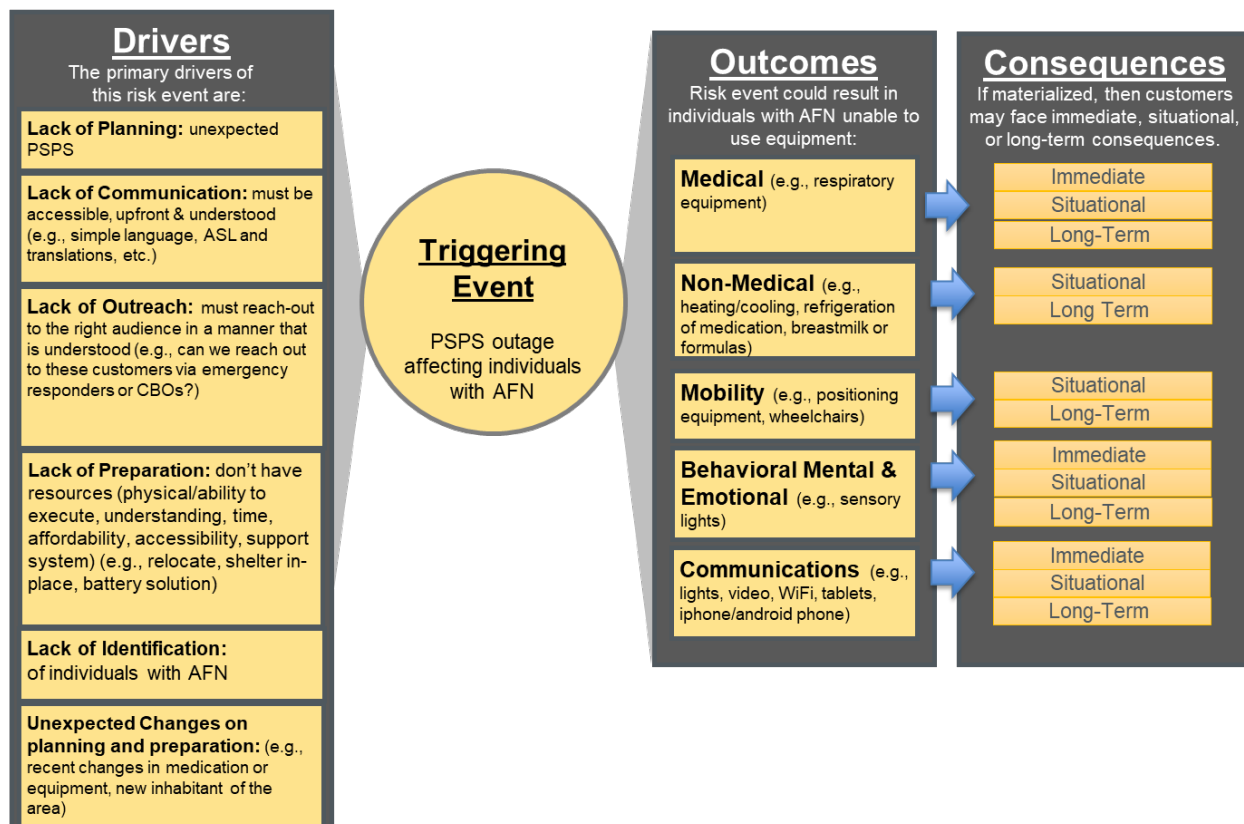 Drivers
The primary drivers of
this risk event are:
Lack of Planning: unexpected
PSPS
Lack of Communication: must be
accessible, upfront & understood
(e.g., simple language, ASL and
translations, etc.)
Lack of Outreach: must reach-out
to the right audience in a manner that
is understood (e.g., can we reach out
to these customers via emergency
responders or CBOs?)
Lack of Preparation: don't have
resources (physical/ability to
execute, understanding, time,
affordability, accessibility, support
system) (e.g., relocate, shelter in-
place, battery solution)
Lack of Identification:
of individuals with AFN
Unexpected Changes on
planning and preparation: (e.g.,
recent changes in medication or
equipment, new inhabitant of the
area)
Triggering
Event
PSPS outage
affecting individuals
with AFN
Outcomes
Risk event could result in
individuals with AFN unable to
use equipment:
Medical (e.g., respiratory
equipment)
Non-Medical (e.g.,
heating/cooling, refrigeration
of medication, breastmilk or
formulas)
Mobility (e.g., positioning
equipment, wheelchairs)
Behavioral Mental &
Emotional (e.g., sensory
lights)
Communications (e.g.,
lights, video, WiFi, tablets,
iphone/android phone)
Consequences
If materialized, then customers
may face immediate, situational,
or long-term consequences.
Immediate
Situational
Long-Term
Situational
Long Term
Situational
Long-Term
Immediate
Situational
Long-Term
Immediate
Situational
Long-Term